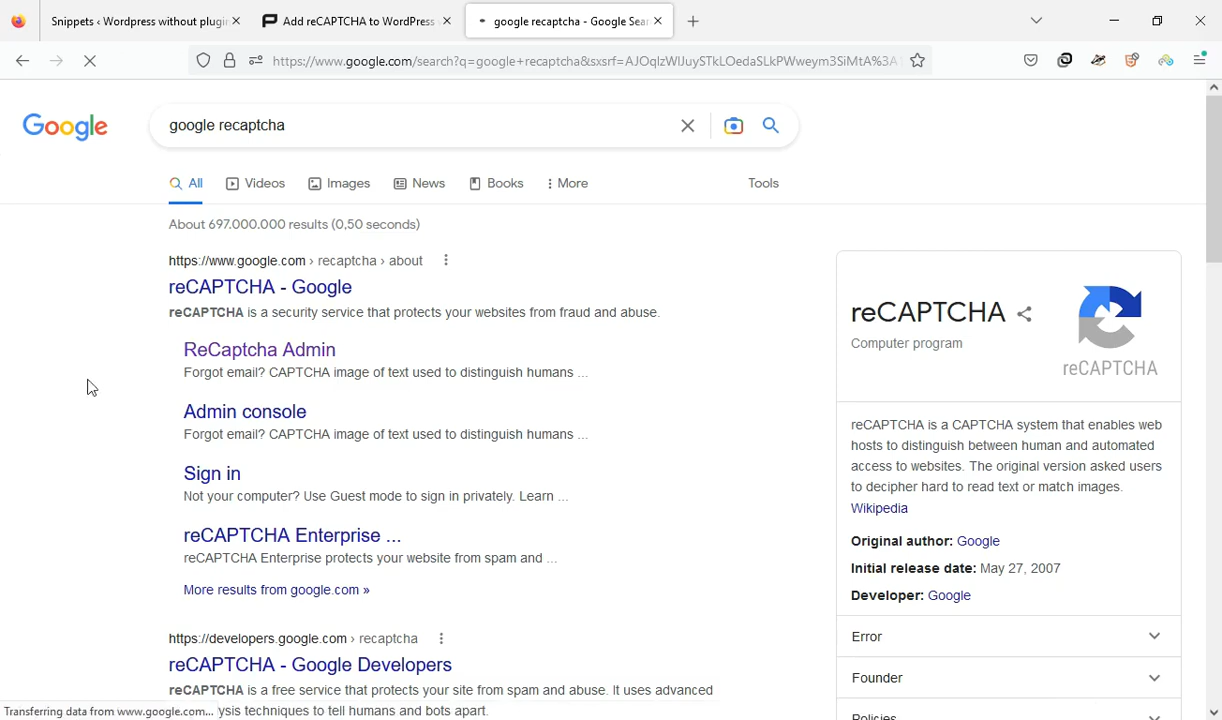 Snippets ‹ Wordpress without plugin
Add reCAPTCHA to WordPress
google recaptcha - Google Sear
https://www.google.com/search?q=google+recaptcha&sxsrf=AJOqlzWlJuySTkLOedaSLkPWweym3SiMtA%3A1
Google
google recaptcha
All
Videos
Images
News
Books
More
Tools
About 697.000.000 results (0,50 seconds)
https://www.google.com › recaptcha › about
reCAPTCHA - Google
reCAPTCHA is a security service that protects your websites from fraud and abuse.
ReCaptcha Admin
Forgot email? CAPTCHA image of text used to distinguish humans ...
Admin console
Forgot email? CAPTCHA image of text used to distinguish humans ...
Sign in
Not your computer? Use Guest mode to sign in privately. Learn ...
reCAPTCHA Enterprise ...
reCAPTCHA Enterprise protects your website from spam and ...
More results from google.com »
https://developers.google.com › recaptcha
reCAPTCHA - Google Developers
reCAPTCHA is a free service that protects your site from spam and abuse. It uses advanced
ysis techniques to tell humans and bots apart.
Transferring data from www.google.com...
reCAPTCHA
Computer program
reCAPTCHA
reCAPTCHA is a CAPTCHA system that enables web
hosts to distinguish between human and automated
access to websites. The original version asked users
to decipher hard to read text or match images.
Wikipedia
Original author: Google
Initial release date: May 27, 2007
Developer: Google
Error
Founder
Policies